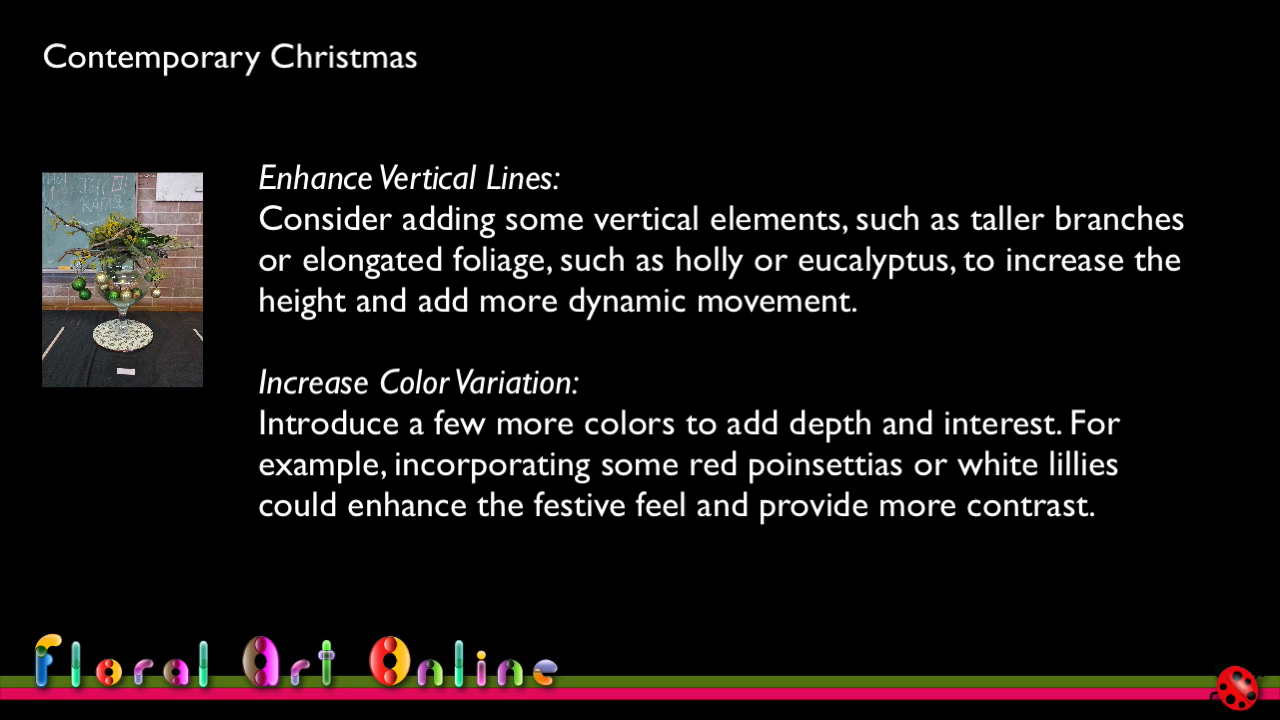 Contemporary Christmas
Enhance Vertical Lines:
Consider adding some vertical elements, such as taller branches
or elongated foliage, such as holly or eucalyptus, to increase the
height and add more dynamic movement.
Increase Color Variation:
Introduce a few more colors to add depth and interest. For
example, incorporating some red poinsettias or white lillies
could enhance the festive feel and provide more contrast.
Floral Art Online